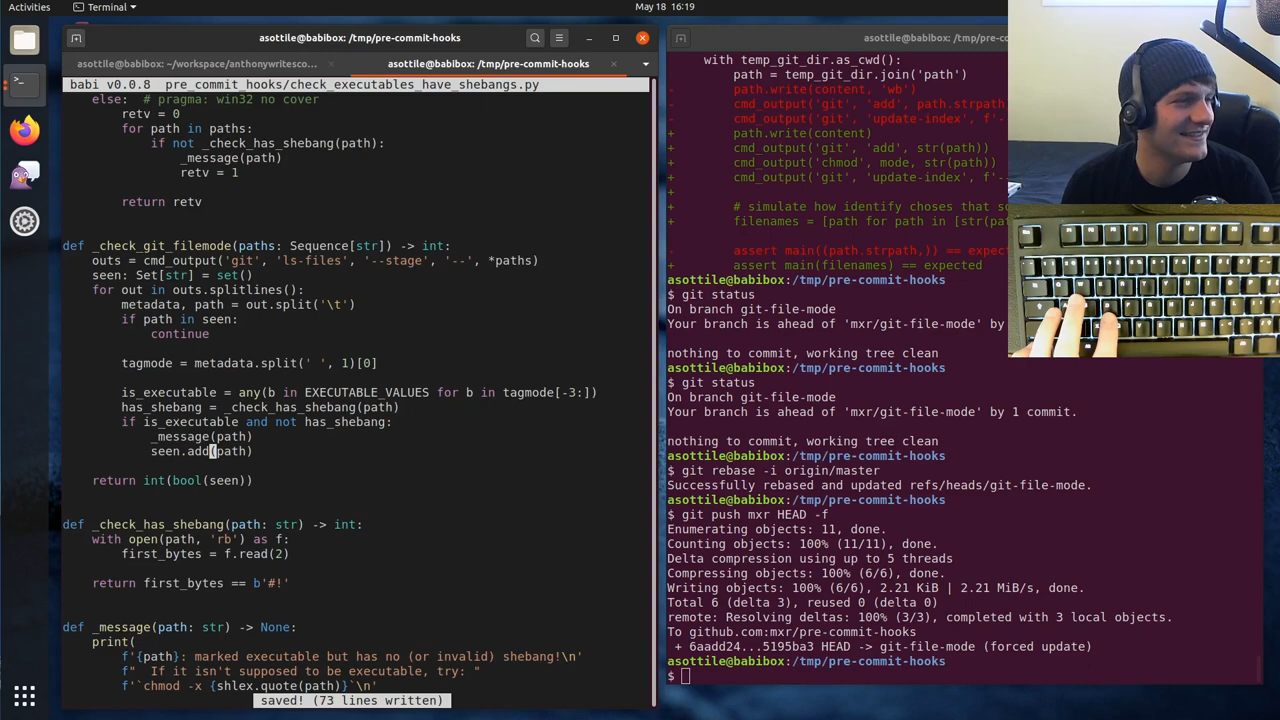 Activities
Terminal
May 18 16:19
asottile@babibox: /tmp/pre-commit-hooks
asottile@babibox: ~/workspace/anthonywritesco…
asottile@babibox: /tmp/pre-commit-hooks
babi v0.0.8 pre_commit_hooks/check_executables_have_shebangs.py
else:  # pragma: win32 no cover
retv = 0
for path in paths:
if not _check_has_shebang(path):
_message(path)
retv = 1
return retv
def _check_git_filemode(paths: Sequence[str]) -> int:
outs = cmd_output('git', 'ls-files', '--stage', '--', *paths)
seen: Set[str] = set()
for out in outs.splitlines():
metadata, path = out.split('\t')
if path in seen:
continue
tagmode = metadata.split(' ', 1)[0]
is_executable = any(b in EXECUTABLE_VALUES for b in tagmode[-3:])
has_shebang = _check_has_shebang(path)
if is_executable and not has_shebang:
_message(path)
seen.add(path)
return int(bool(seen))
def _check_has_shebang(path: str) -> int:
with open(path, 'rb') as f:
first_bytes = f.read(2)
return first_bytes == b'#!'
def _message(path: str) -> None:
print(
f'{path}: marked executable but has no (or invalid) shebang!\n'
f"  If it isn't supposed to be executable, try: "
f'`chmod -x {shlex.quote(path)}`\n'
saved! (73 lines written)
asottile@babibox: /tmp/pre-
with temp_git_dir.as_cwd():
path = temp_git_dir.join('path')
- path.write(content, 'wb')
- cmd_output('git', 'add', path.strpath
- cmd_output('git', 'update-index', f'-
+ path.write(content)
+ cmd_output('git', 'add', str(path))
+ cmd_output('chmod', mode, str(path))
+ cmd_output('git', 'update-index', f'--
+
+ # simulate how identify choses that so
+ filenames = [path for path in [str(pa
- assert main((path.strpath,)) == expect
+ assert main(filenames) == expected
asottile@babibox:/tmp/pre-commit-hooks
$ git status
On branch git-file-mode
Your branch is ahead of 'mxr/git-file-mode' by
nothing to commit, working tree clean
asottile@babibox:/tmp/pre-commit-hooks
$ git status
On branch git-file-mode
Your branch is ahead of 'mxr/git-file-mode' by 1 commit.
nothing to commit, working tree clean
asottile@babibox:/tmp/pre-commit-hooks
$ git rebase -i origin/master
Successfully rebased and updated refs/heads/git-file-mode.
asottile@babibox:/tmp/pre-commit-hooks
$ git push mxr HEAD -f
Enumerating objects: 11, done.
Counting objects: 100% (11/11), done.
Delta compression using up to 5 threads
Compressing objects: 100% (6/6), done.
Writing objects: 100% (6/6), 2.21 KiB | 2.21 MiB/s, done.
Total 6 (delta 3), reused 0 (delta 0)
remote: Resolving deltas: 100% (3/3), completed with 3 local objects.
To github.com:mxr/pre-commit-hooks
+ 6aadd24...5195ba3 HEAD -> git-file-mode (forced update)
asottile@babibox:/tmp/pre-commit-hooks
$